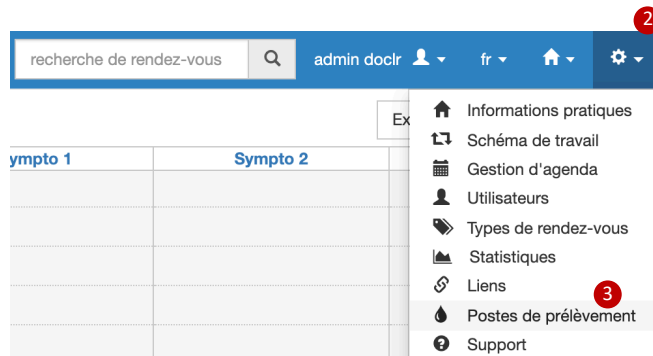 2
recherche de rendez-vous admin doclr fr
Ex
Informations pratiques
Schéma de travail
ympto 1 Sympto 2
Gestion d'agenda
Utilisateurs
Types de rendez-vous
Statistiques
Liens
3
Postes de prélèvement
Support